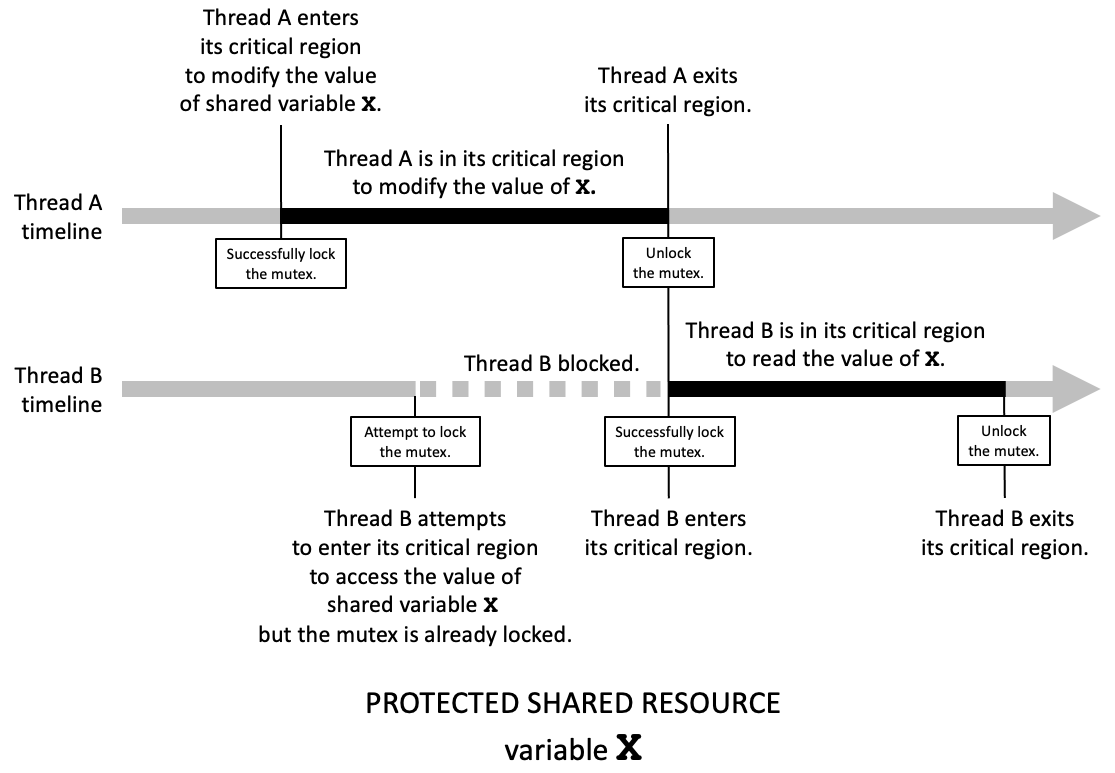 Thread A enters
its critical region
to modify the value
of shared variable X.
Thread A exits
its critical region.
Thread A is in its critical region
to modify the value of X.
Thread A
timeline
Successfully lock
the mutex.
Unlock
the mutex.
Thread B is in its critical region
to read the value of X.
Thread B blocked.
Thread B
timeline
Attempt to lock
the mutex.
Successfully lock
the mutex.
Unlock
the mutex.
Thread B attempts
to enter its critical region
to access the value of
shared variable X
but the mutex is already locked.
Thread B enters
its critical region.
Thread B exits
its critical region.
PROTECTED SHARED RESOURCE
variable X